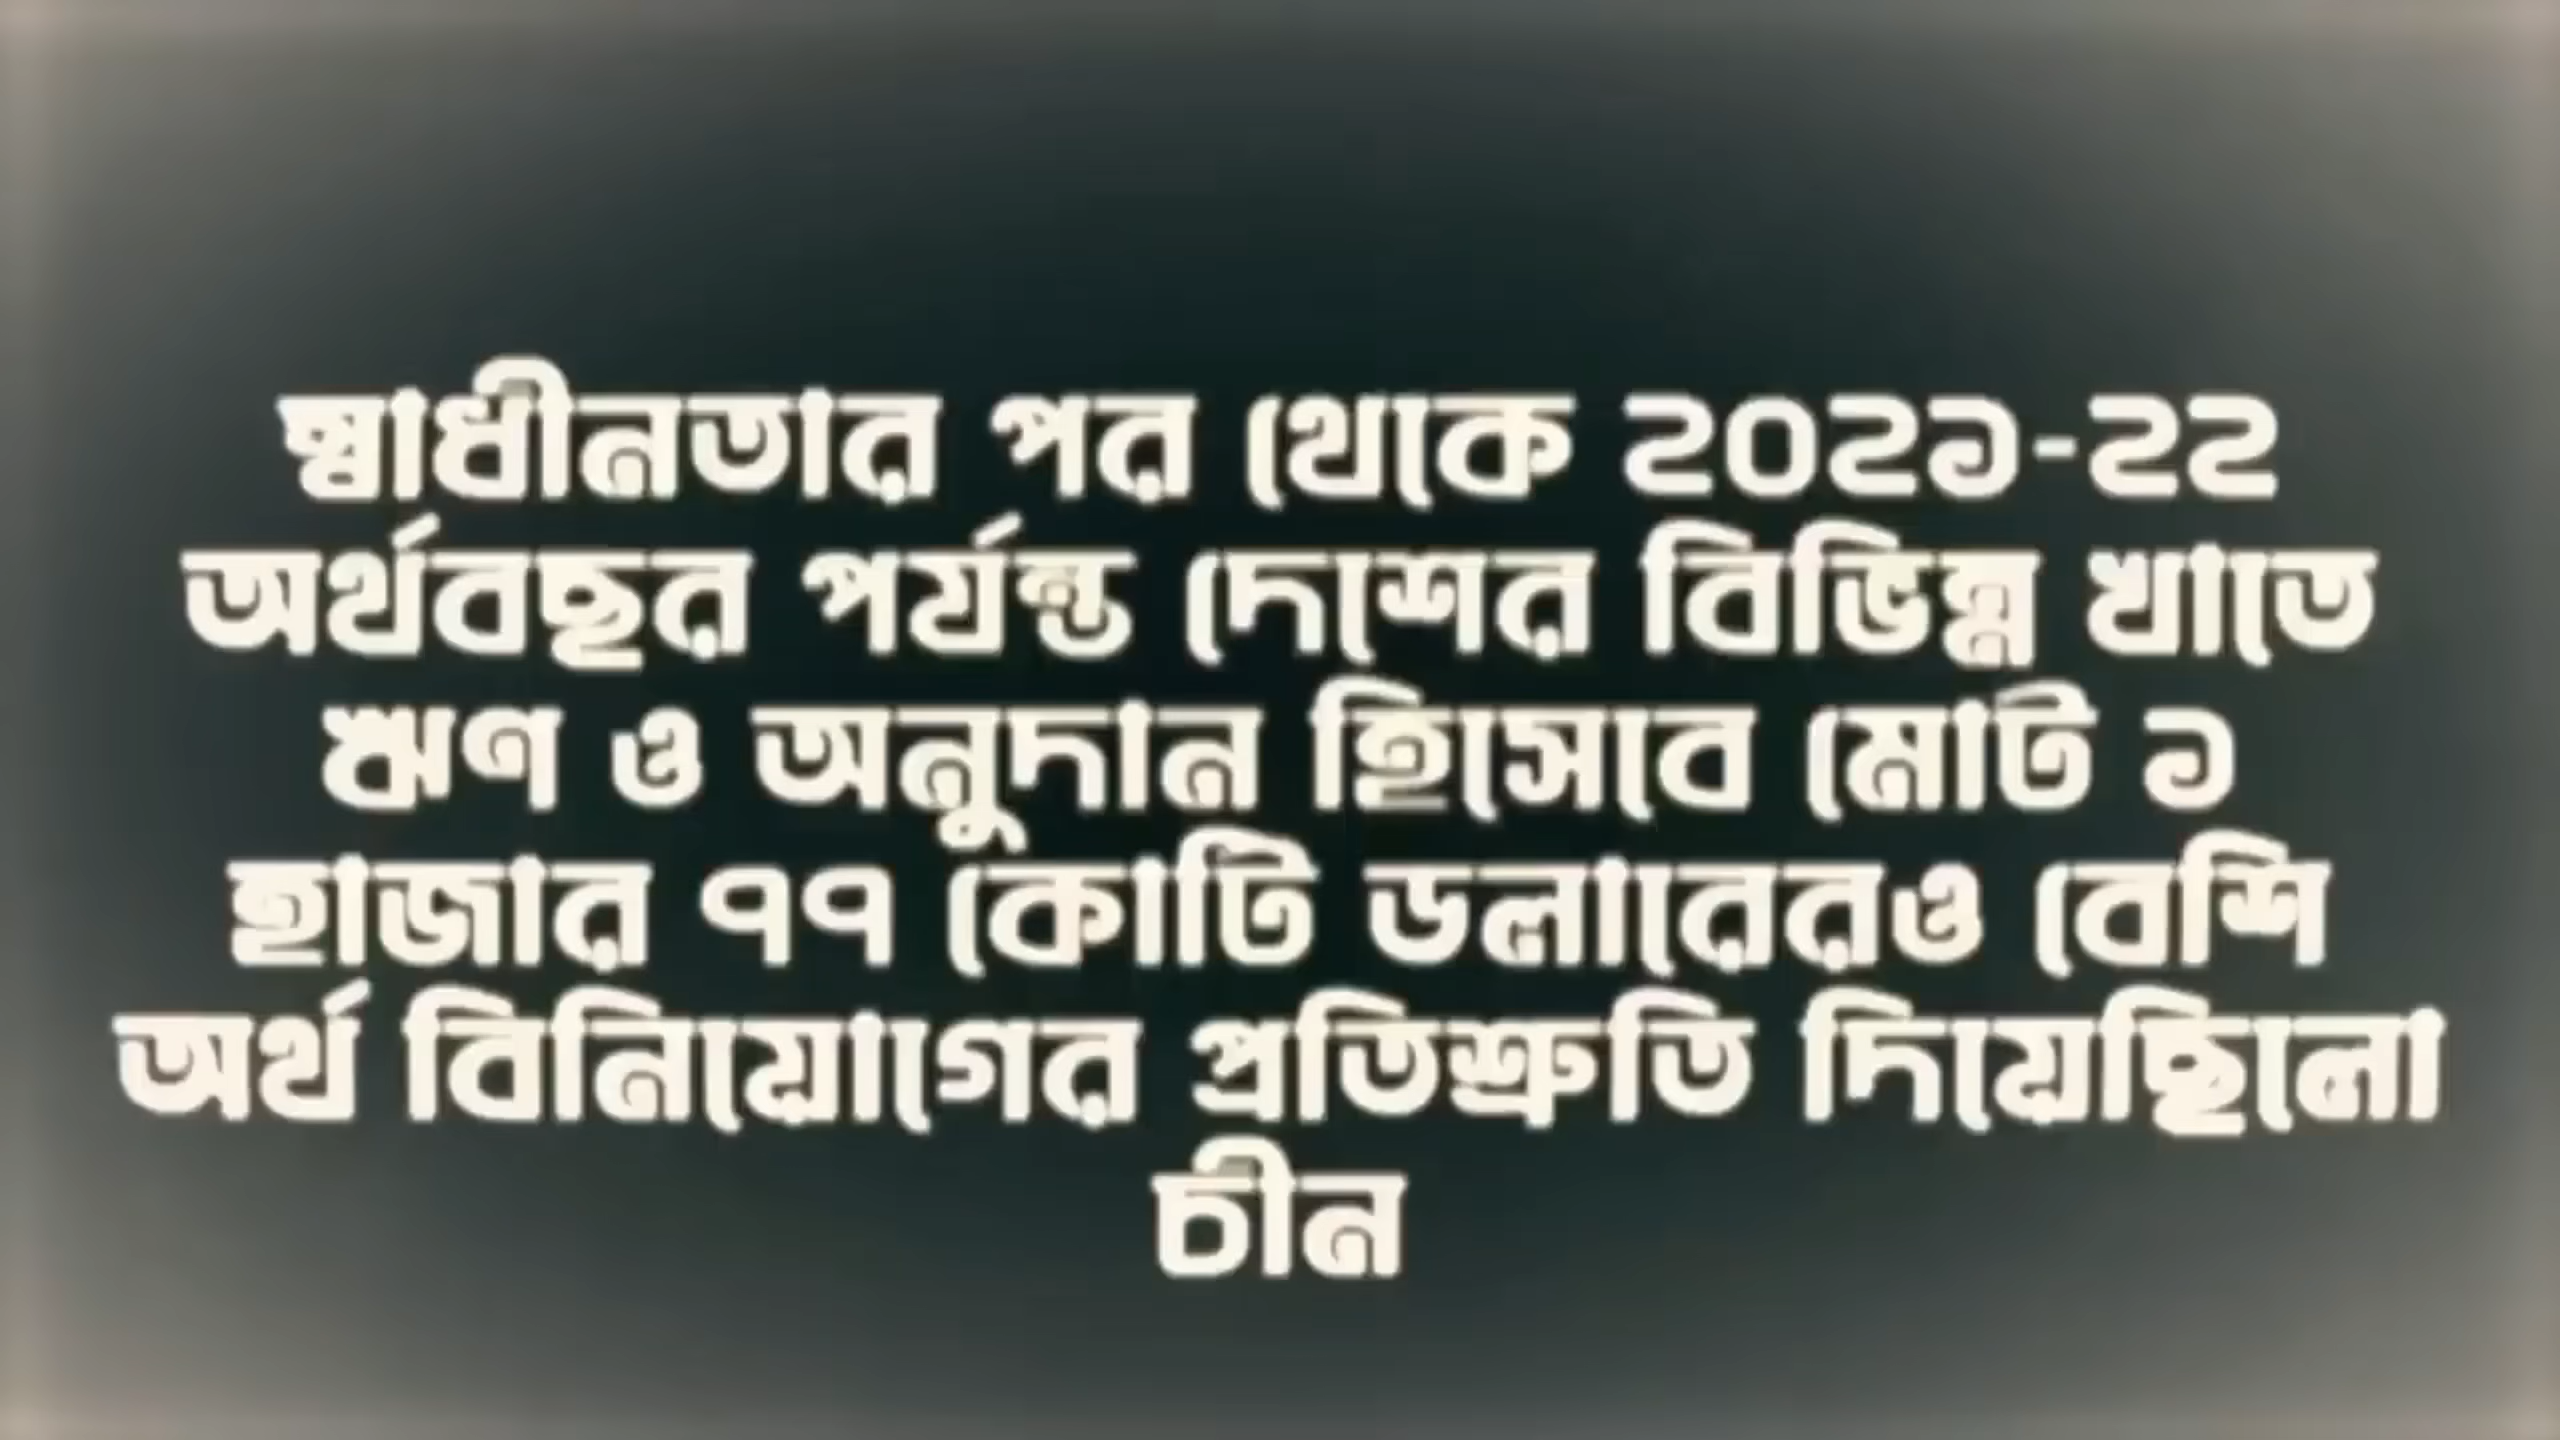 স্বাধীনতার পর থেকে ২০২১-২২
অর্থবছর পর্যন্ত দেশের বিভিন্ন খাতে
ঋণ ও অনুদান হিসেবে মোট ১
হাজার ৭৭ কোটি ডলারেরও বেশি
অর্থ বিনিয়োগের প্রতিশ্রুতি দিয়েছিলো
চীন